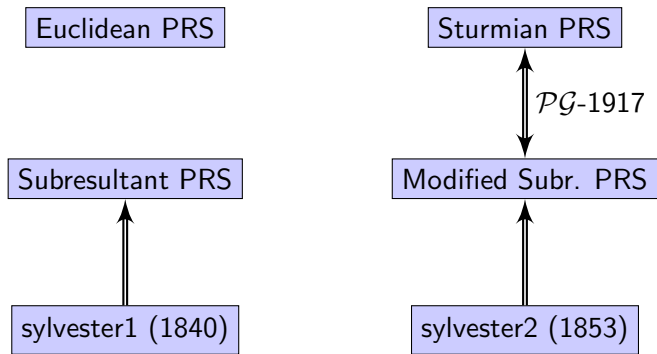 Euclidean PRS
Sturmian PRS
𝒫𝒢-1917
Subresultant PRS
Modified Subr. PRS
sylvester1 (1840)
sylvester2 (1853)